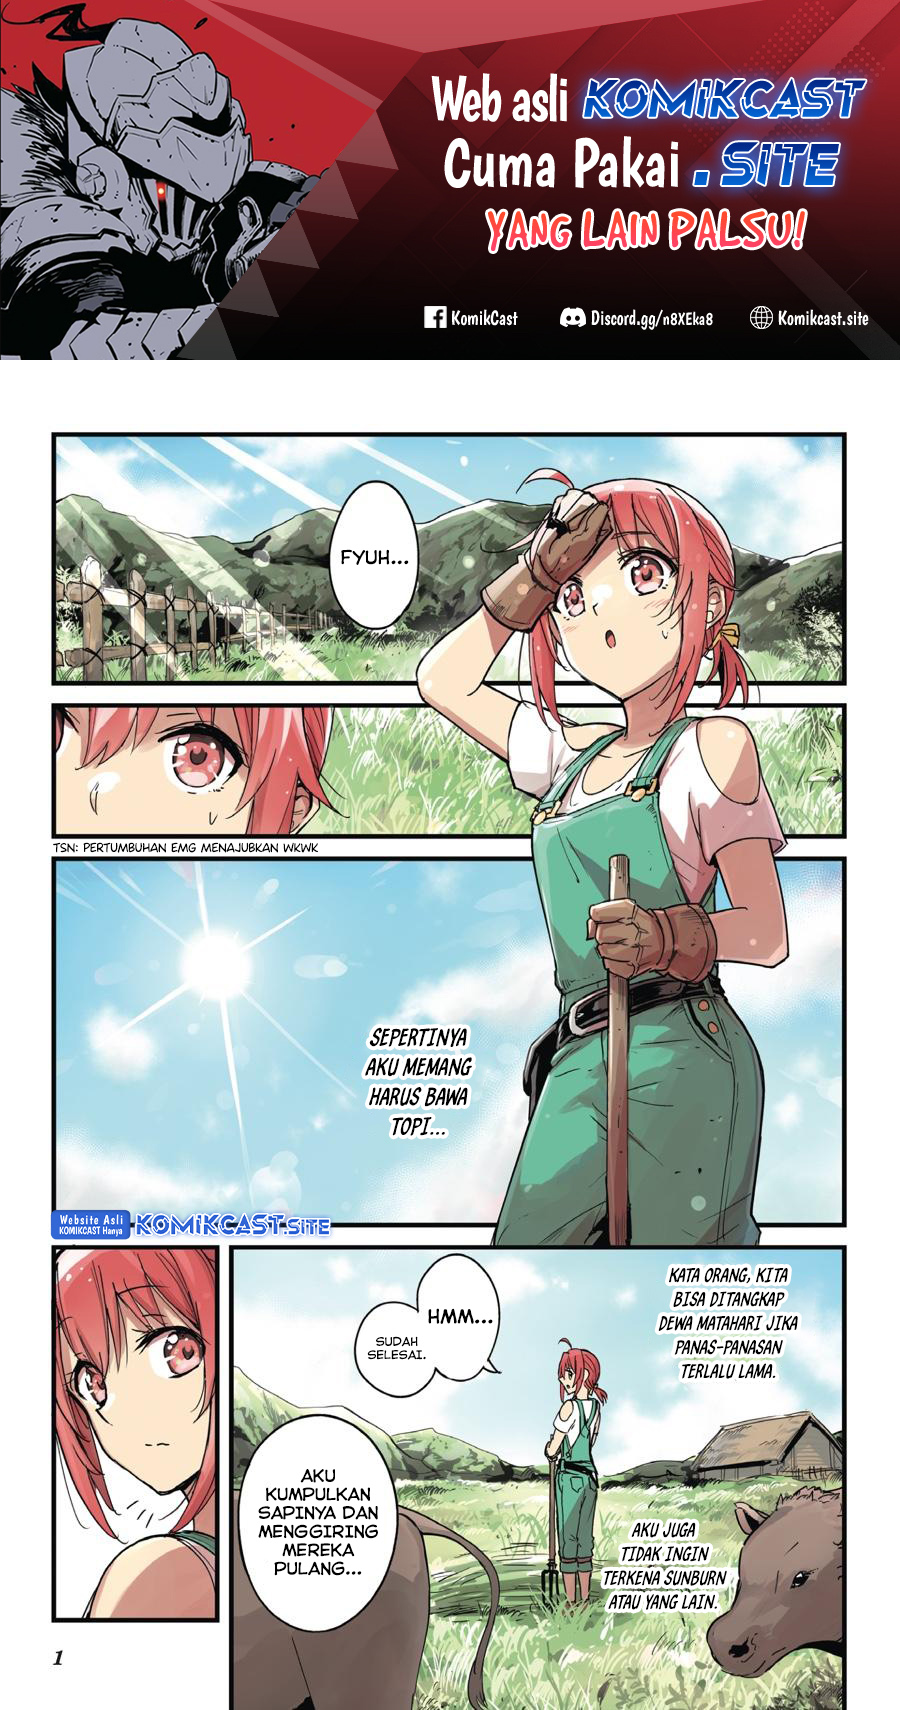 Web asli KOMIKCAST
Cuma Pakai .SITE
YANG LAIN PALSU!
KomikCast
Discord.gg/n8XEka8
Komikcast.site
FYUH...
TSN: PERTUMBUHAN EMG MENAJUBKAN WKWK
SEPERTINYA
AKU MEMANG
HARUS BAWA
TOPI...
Website Asli
KOMIKCAST Hanya
KOMIKCAST.SITE
KATA ORANG, KITA
BISA DITANGKAP
DEWA MATAHARI JIKA
PANAS-PANASAN
TERLALU LAMA.
HMM...
SUDAH
SELESAI.
AKU
KUMPULKAN
SAPINYA DAN
MENGGIRING
MEREKA
PULANG...
AKU JUGA
TIDAK INGIN
TERKENA SUNBURN
ATAU YANG LAIN.
1